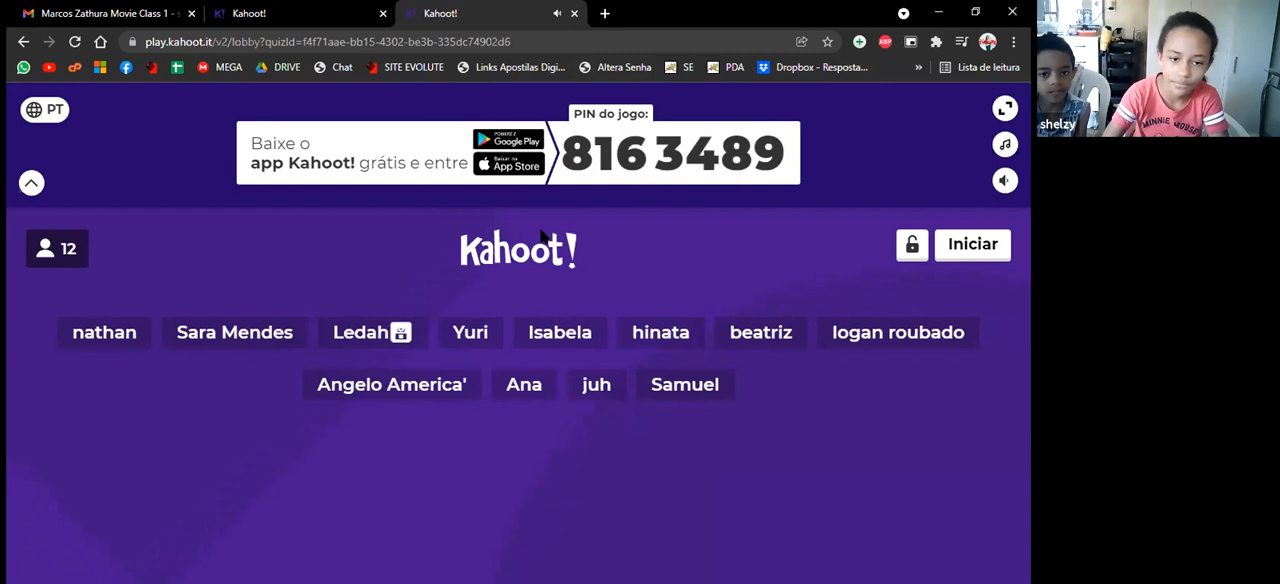 Marcos Zathura Movie Class 1 - s
Kahoot!
Kahoot!
play.kahoot.it/v2/lobby?quizId=f4f71aae-bb15-4302-be3b-335dc74902d6
MEGA
DRIVE
Chat
SITE EVOLUTE
Links Apostilas Digi...
Altera Senha
SE
PDA
Dropbox – Resposta...
»
Lista de leitura
PT
PIN do jogo:
Baixe o
app Kahoot! grátis e entre
Google Play
App Store
816 3489
shelzy
MINNIE MOUSE
12
Kahoot!
Iniciar
nathan
Sara Mendes
Ledah
Yuri
Isabela
hinata
beatriz
logan roubado
Angelo America'
Ana
juh
Samuel